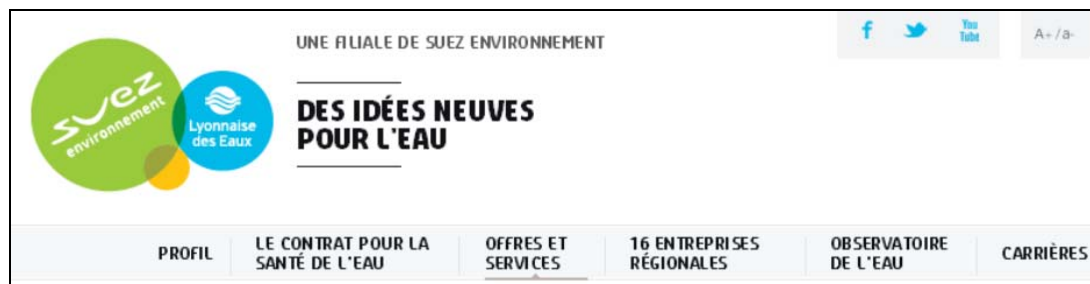 UNE FILIALE DE SUEZ ENVIRONNEMENT
f
You
Tube
A+/a-
suez
environnement
Lyonnaise
des Eaux
DES IDÉES NEUVES
POUR L'EAU
PROFIL
LE CONTRAT POUR LA
SANTÉ DE L'EAU
OFFRES ET
SERVICES
16 ENTREPRISES
RÉGIONALES
OBSERVATOIRE
DE L'EAU
CARRIÈRES